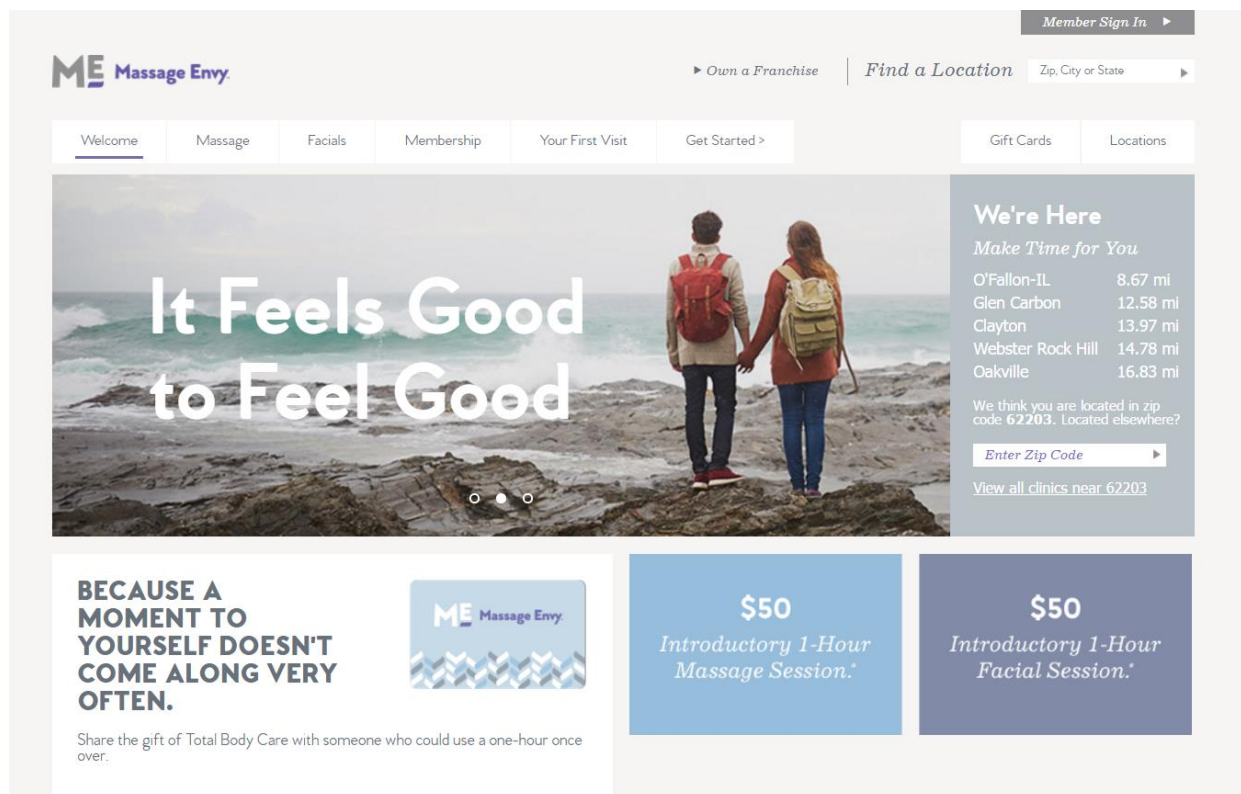 Member Sign In ►
ME Massage Envy.
► Own a Franchise
Find a Location
Zip, City or State ►
Welcome
Massage
Facials
Membership
Your First Visit
Get Started >
Gift Cards
Locations
It Feels Good
to Feel Good
We're Here
Make Time for You
O'Fallon-IL 8.67 mi
Glen Carbon 12.58 mi
Clayton 13.97 mi
Webster Rock Hill 14.78 mi
Oakville 16.83 mi
We think you are located in zip
code 62203. Located elsewhere?
Enter Zip Code ►
View all clinics near 62203
BECAUSE A
MOMENT TO
YOURSELF DOESN'T
COME ALONG VERY
OFTEN.
ME Massage Envy.
Share the gift of Total Body Care with someone who could use a one-hour once
over.
$50
Introductory 1-Hour
Massage Session.*
$50
Introductory 1-Hour
Facial Session.*